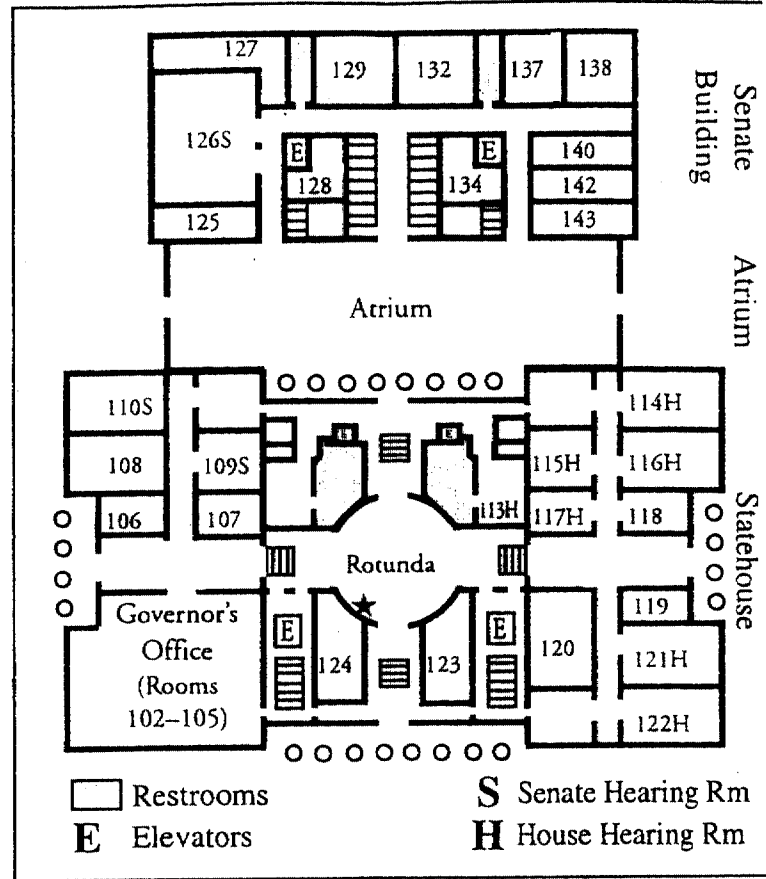 127
129
132
137
138
Senate
Building
126S
E
E
140
128
134
142
125
143
Atrium
Atrium
110S
114H
E
E
108
109S
115H
116H
106
107
113H
117H
118
Statehouse
Rotunda
Governor's
Office
(Rooms
102–105)
E
E
119
124
123
120
121H
122H
Restrooms
S Senate Hearing Rm
E Elevators
H House Hearing Rm